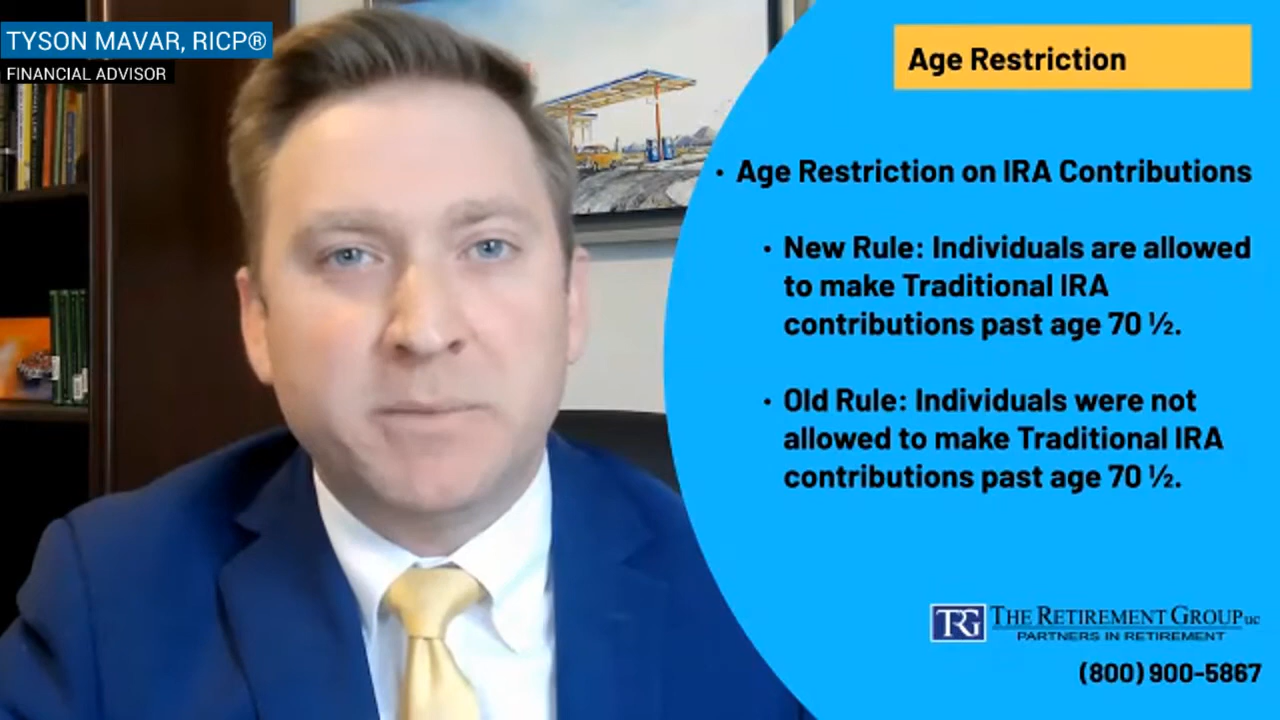 TYSON MAVAR, RICP®
FINANCIAL ADVISOR
Age Restriction
• Age Restriction on IRA Contributions
• New Rule: Individuals are allowed
to make Traditional IRA
contributions past age 70 ½.
• Old Rule: Individuals were not
allowed to make Traditional IRA
contributions past age 70 ½.
TRG THE RETIREMENT GROUP LLC
PARTNERS IN RETIREMENT
(800) 900-5867